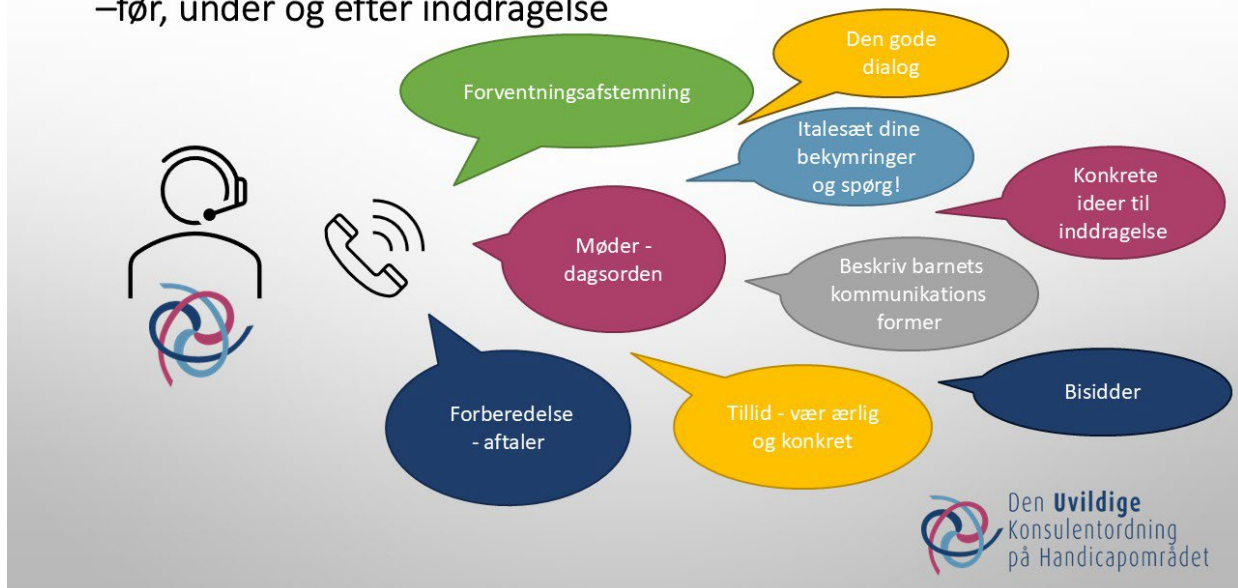 –før, under og efter inddragelse
Den gode
dialog
Forventningsafstemning
Italesæt dine
bekymringer
og spørg!
Konkrete
ideer til
inddragelse
Møder -
dagsorden
Beskriv barnets
kommunikations
former
Bisidder
Forberedelse
- aftaler
Tillid - vær ærlig
og konkret
Den Uvildige
Konsulentordning
på Handicapområdet